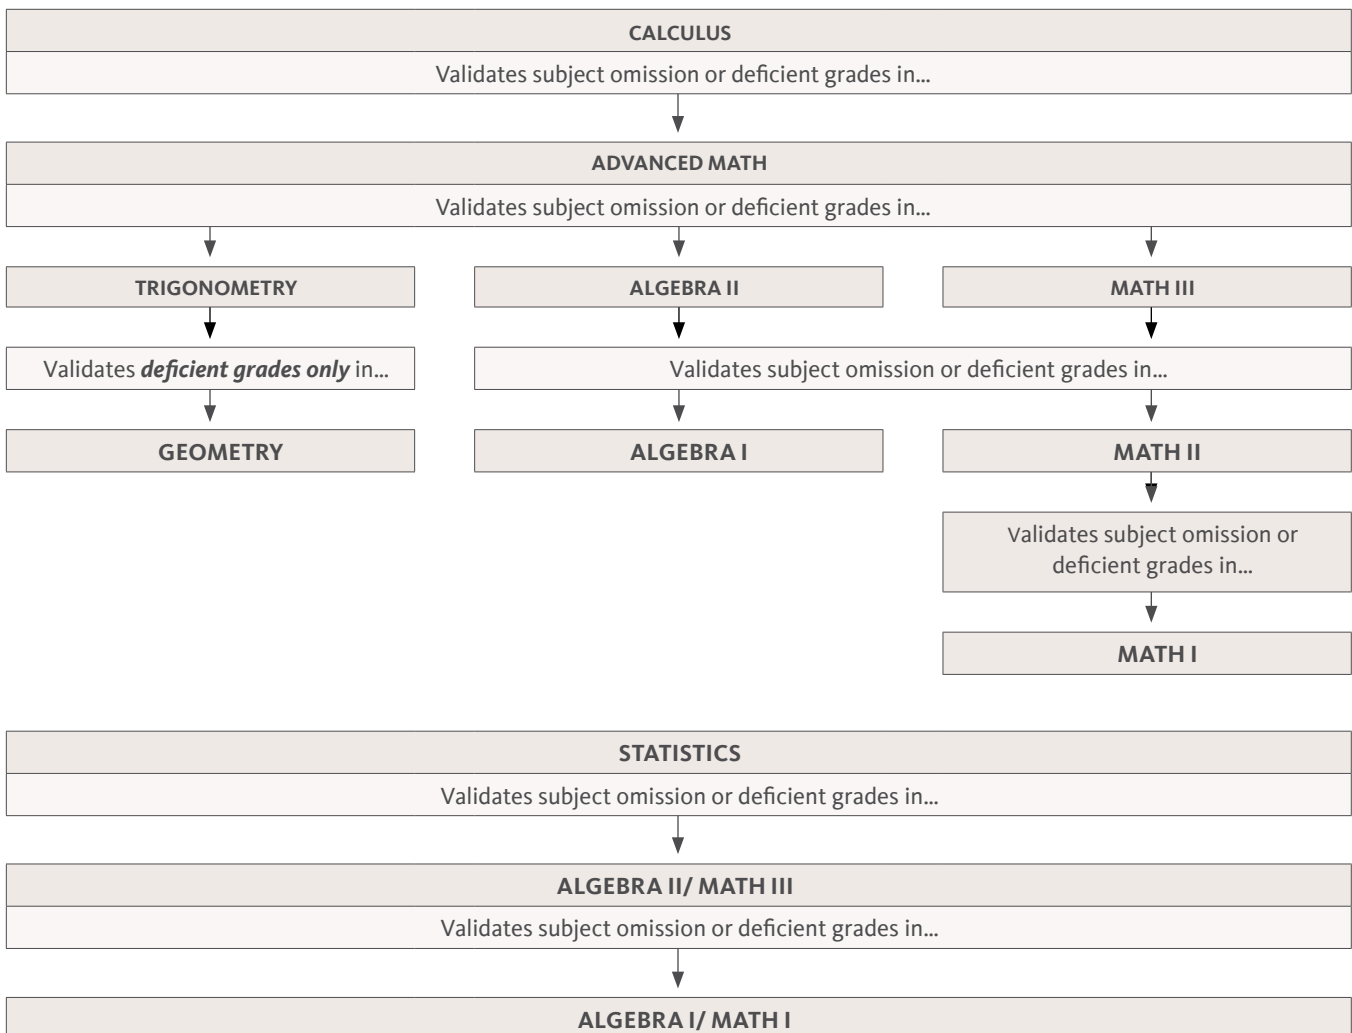 CALCULUS
Validates subject omission or deficient grades in...
ADVANCED MATH
Validates subject omission or deficient grades in...
TRIGONOMETRY
ALGEBRA II
MATH III
Validates deficient grades only in...
Validates subject omission or deficient grades in...
GEOMETRY
ALGEBRA I
MATH II
Validates subject omission or
deficient grades in...
MATH I
STATISTICS
Validates subject omission or deficient grades in...
ALGEBRA II/ MATH III
Validates subject omission or deficient grades in...
ALGEBRA I/ MATH I